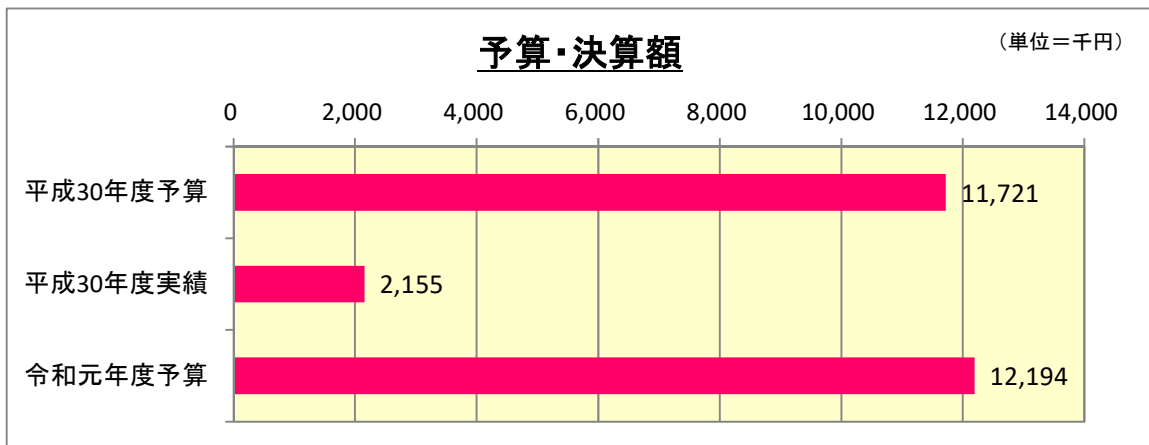 予算・決算額
（単位＝千円）
0 2,000 4,000 6,000 8,000 10,000 12,000 14,000
平成30年度予算 11,721
平成30年度実績 2,155
令和元年度予算 12,194